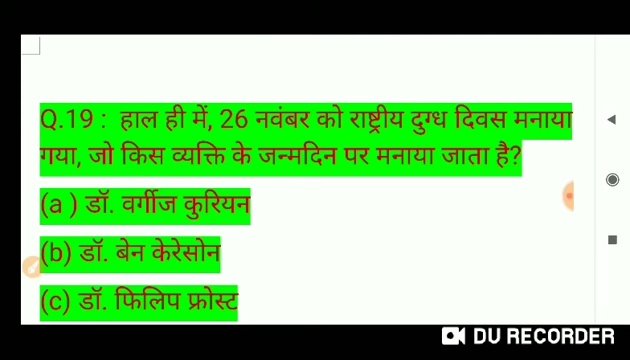 Q.19 : हाल ही में, 26 नवंबर को राष्ट्रीय दुग्ध दिवस मनाया
गया, जो किस व्यक्ति के जन्मदिन पर मनाया जाता है?
(a ) डॉ. वर्गीज कुरियन
(b) डॉ. बेन केरेसोन
(c) डॉ. फिलिप फ्रोस्ट
DU RECORDER